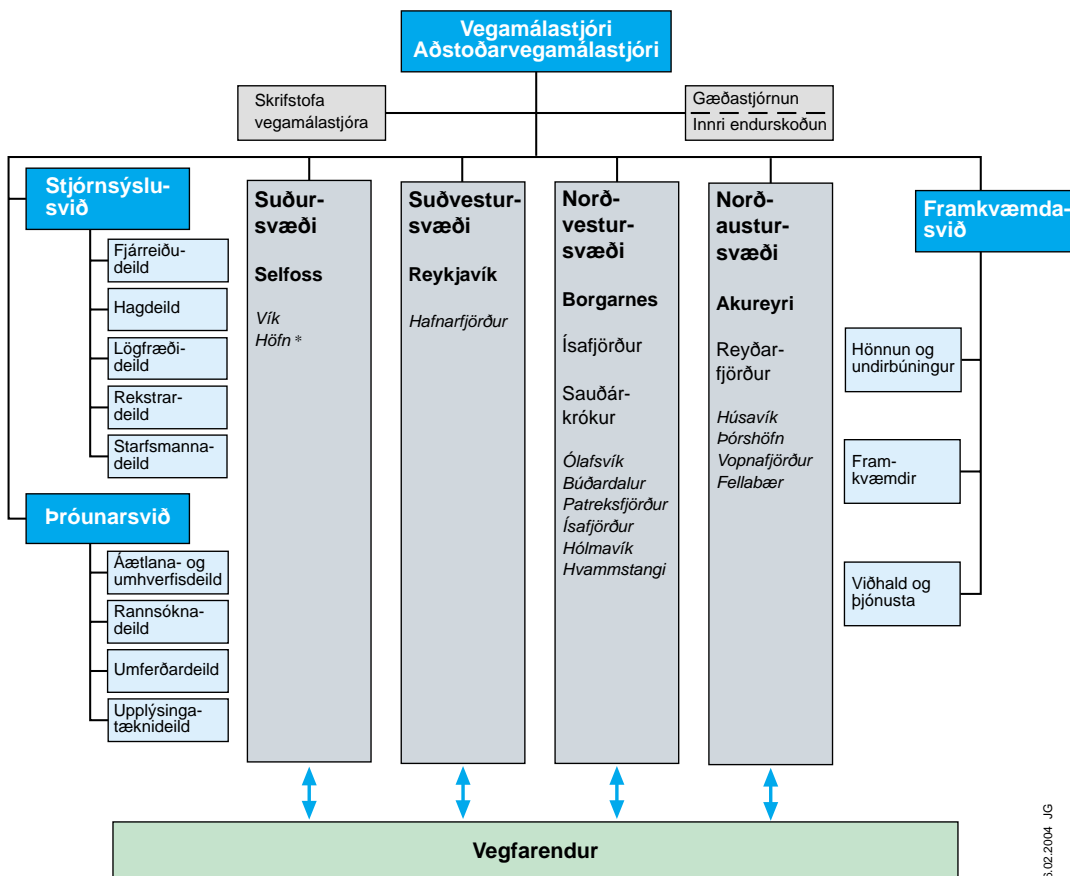 Vegamálastjóri
Aðstoðarvegamálastjóri
Skrifstofa
vegamálastjóra
Gæðastjórnun
Innri endurskoðun
Stjórnsýslu-
svið
Fjárreiðu-
deild
Hagdeild
Lögfræði-
deild
Rekstrar-
deild
Starfsmanna-
deild
Þróunarsvið
Áætlana- og
umhverfisdeild
Rannsókna-
deild
Umferðardeild
Upplýsinga-
tæknideild
Suður-
svæði
Selfoss
Vík
Höfn *
Suðvestur-
svæði
Reykjavík
Hafnarfjörður
Norð-
vestur-
svæði
Borgarnes
Ísafjörður
Sauðár-
krókur
Ólafsvík
Búðardalur
Patreksfjörður
Ísafjörður
Hólmavík
Hvammstangi
Norð-
austur-
svæði
Akureyri
Reyðar-
fjörður
Húsavík
Þórshöfn
Vopnafjörður
Fellabær
Framkvæmda-
svið
Hönnun og
undirbúningur
Fram-
kvæmdir
Viðhald og
þjónusta
Vegfarendur
.02.2004 JG